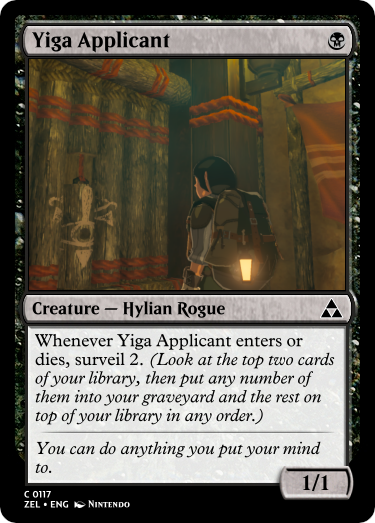 Yiga Applicant
Creature — Hylian Rogue
Whenever Yiga Applicant enters or
dies, surveil 2. (Look at the top two cards
of your library, then put any number of
them into your graveyard and the rest on
top of your library in any order.)
You can do anything you put your mind
to.
1/1
C 0117
ZEL • ENG Nintendo